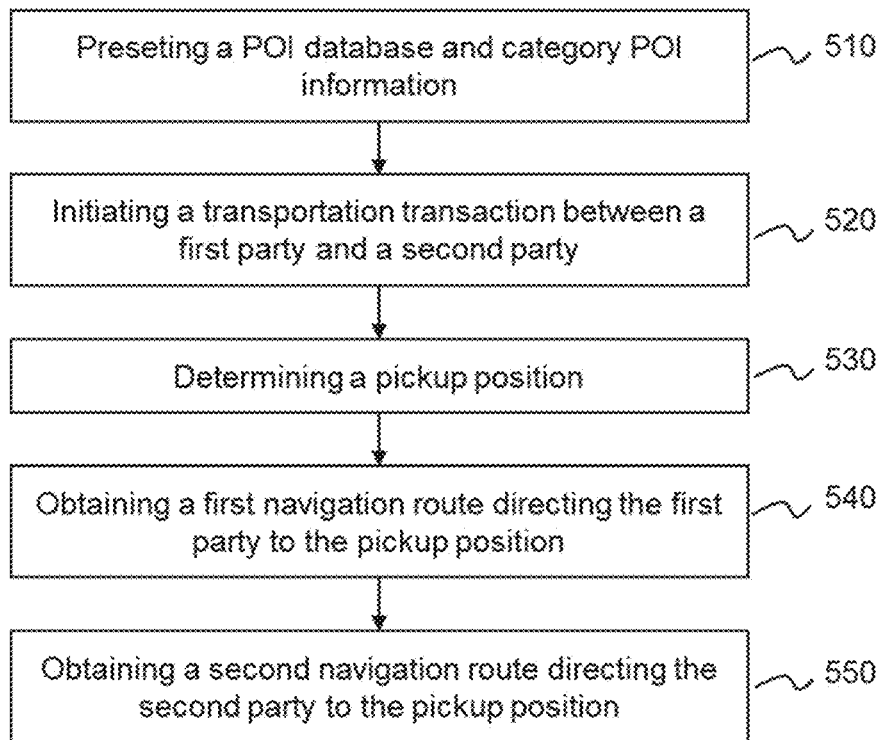 Preseting a POI database and category POI
information
510
Initiating a transportation transaction between a
first party and a second party
520
Determining a pickup position
530
Obtaining a first navigation route directing the first
party to the pickup position
540
Obtaining a second navigation route directing the
second party to the pickup position
550